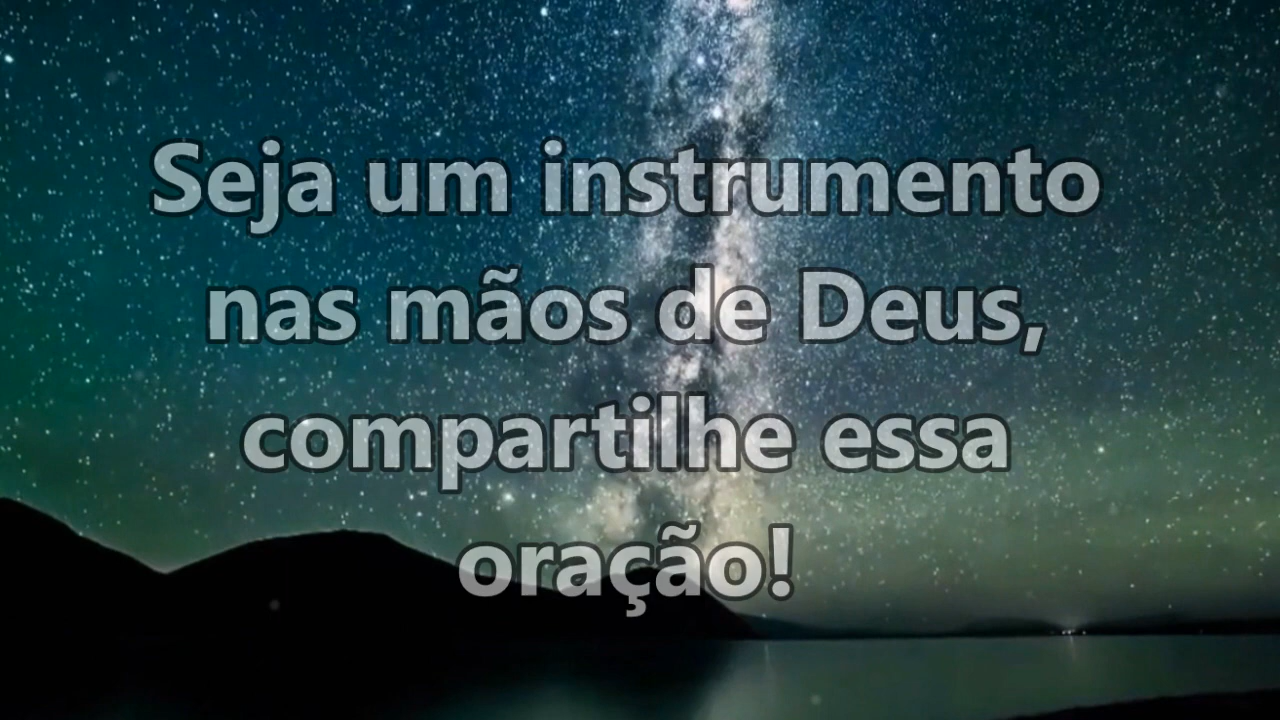 Seja um instrumento
nas mãos de Deus,
compartilhe essa
oração!